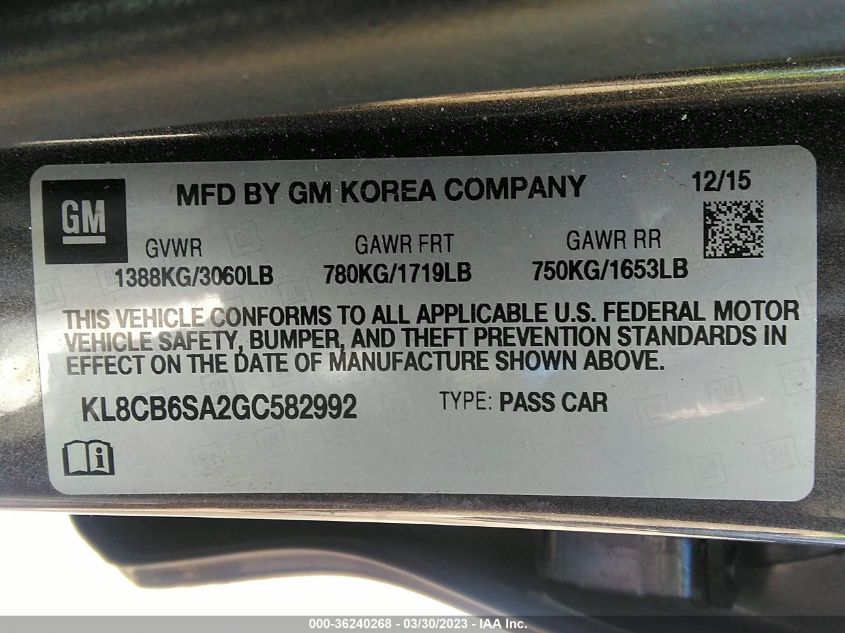 GM
MFD BY GM KOREA COMPANY
12/15
GVWR GAWR FRT GAWR RR
1388KG/3060LB 780KG/1719LB 750KG/1653LB
THIS VEHICLE CONFORMS TO ALL APPLICABLE U.S. FEDERAL MOTOR
VEHICLE SAFETY, BUMPER, AND THEFT PREVENTION STANDARDS IN
EFFECT ON THE DATE OF MANUFACTURE SHOWN ABOVE.
KL8CB6SA2GC582992 TYPE: PASS CAR
000-36240268 - 03/30/2023 - IAA Inc.